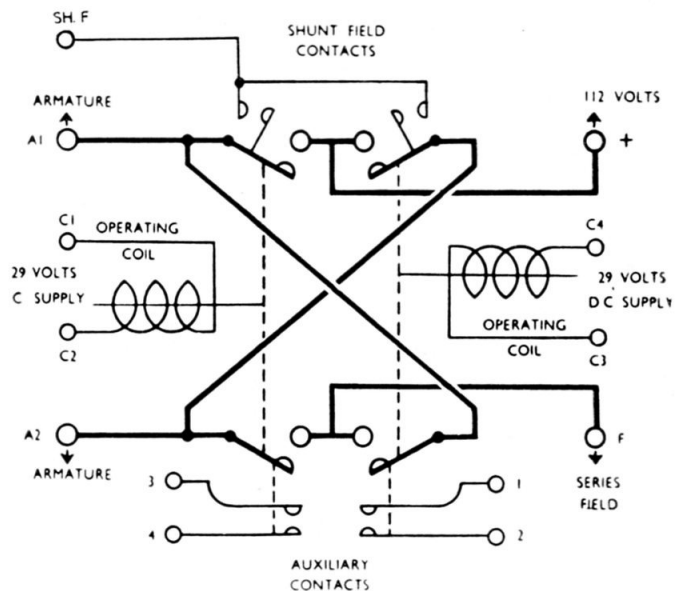 SH. F
SHUNT FIELD
CONTACTS
ARMATURE
112 VOLTS
A1
+
C1
OPERATING
COIL
C4
29 VOLTS
C SUPPLY
29 VOLTS
D C SUPPLY
C2
OPERATING
COIL
C3
A2
F
ARMATURE
SERIES
FIELD
3
1
4
2
AUXILIARY
CONTACTS